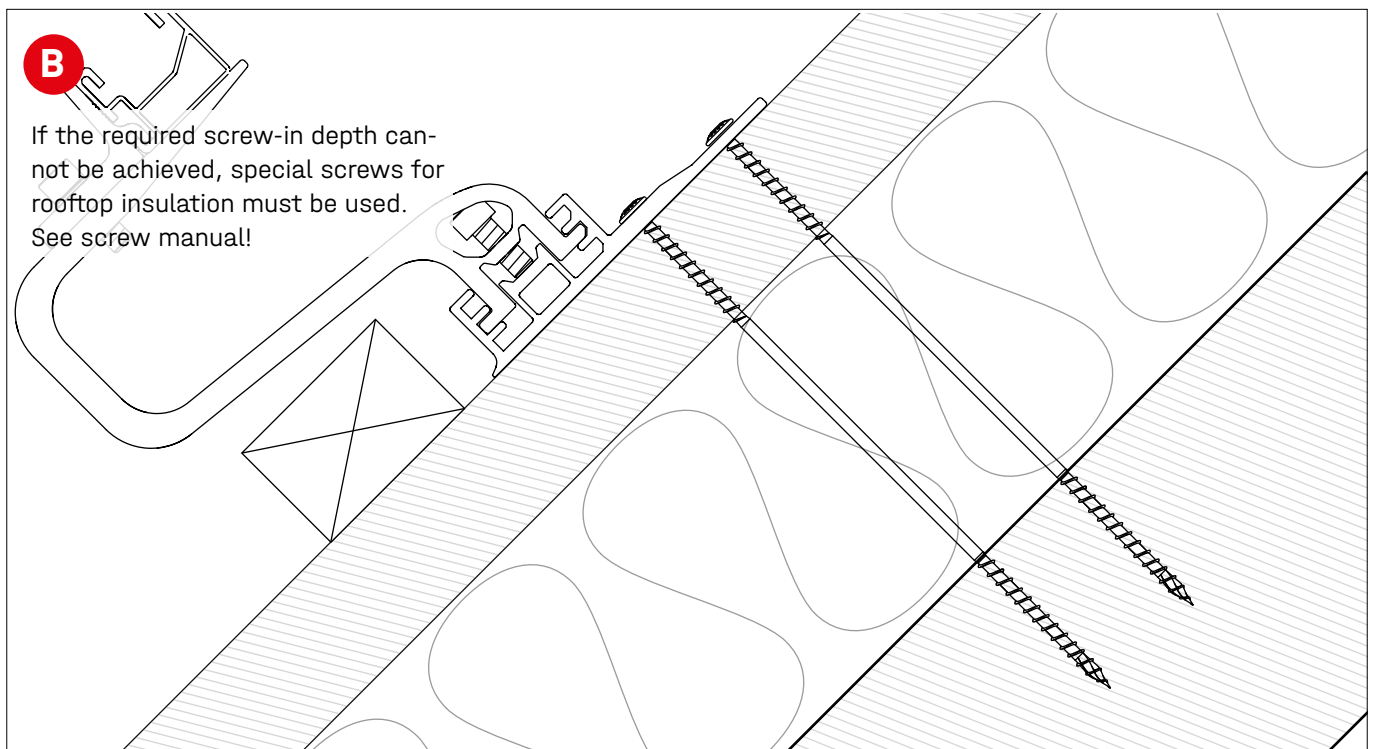 B
If the required screw-in depth can-
not be achieved, special screws for
rooftop insulation must be used.
See screw manual!